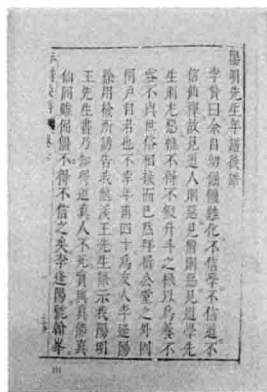 陽明先生年譜後語
李贄曰余自幼倔強難化不信學不信道不
信仙釋故見道人則惡見僧則惡見道學先
生則尤惡惟不得不假升斗之祿以為養不
容不與世俗相接而已然拜揖公堂之外固
閉戶自若也不幸年甫四十為友人李逢陽
徐用檢所誘告我龍溪王先生語示我陽明
王先生書乃知得道真人不死實與真佛真
仙同雖倔強不得不信之矣李逢陽號翰峰